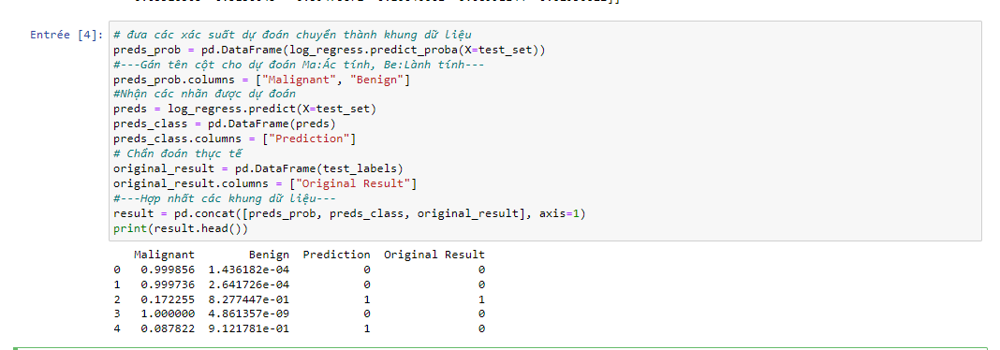 Entrée [4]: # đưa các xác suất dự đoán chuyển thành khung dữ liệu
preds_prob = pd.DataFrame(log_regress.predict_proba(X=test_set))
#---Gán tên cột cho dự đoán Ma:Ác tính, Be:Lành tính---
preds_prob.columns = ["Malignant", "Benign"]
#Nhận các nhãn được dự đoán
preds = log_regress.predict(X=test_set)
preds_class = pd.DataFrame(preds)
preds_class.columns = ["Prediction"]
# Chẩn đoán thực tế
original_result = pd.DataFrame(test_labels)
original_result.columns = ["Original Result"]
#---Hợp nhất các khung dữ liệu---
result = pd.concat([preds_prob, preds_class, original_result], axis=1)
print(result.head())
Malignant Benign Prediction Original Result
0 0.999856 1.436182e-04 0 0
1 0.999736 2.641726e-04 0 0
2 0.172255 8.277447e-01 1 1
3 1.000000 4.861357e-09 0 0
4 0.087822 9.121781e-01 1 0